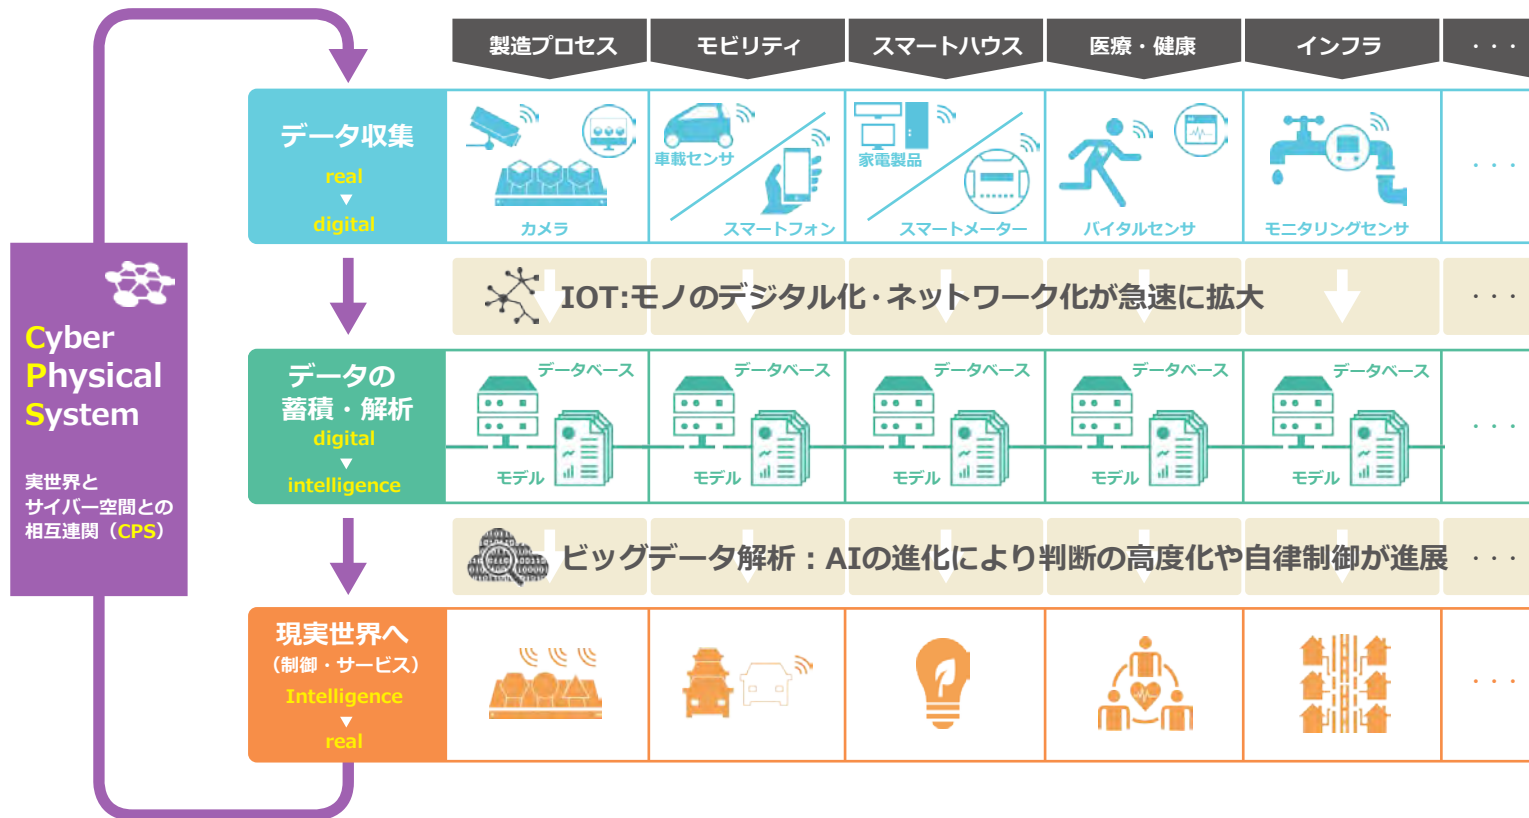 製造プロセス
モビリティ
スマートハウス
医療・健康
インフラ
・・・
データ収集
real
▼
digital
カメラ
車載センサ
スマートフォン
家電製品
スマートメーター
バイタルセンサ
モニタリングセンサ
・・・
IOT:モノのデジタル化・ネットワーク化が急速に拡大
・・・
Cyber
Physical
System
実世界と
サイバー空間との
相互連関（CPS）
データの
蓄積・解析
digital
▼
intelligence
データベース
モデル
データベース
モデル
データベース
モデル
データベース
モデル
データベース
モデル
・・・
ビッグデータ解析：AIの進化により判断の高度化や自律制御が進展
・・・
現実世界へ
（制御・サービス）
Intelligence
▼
real
・・・